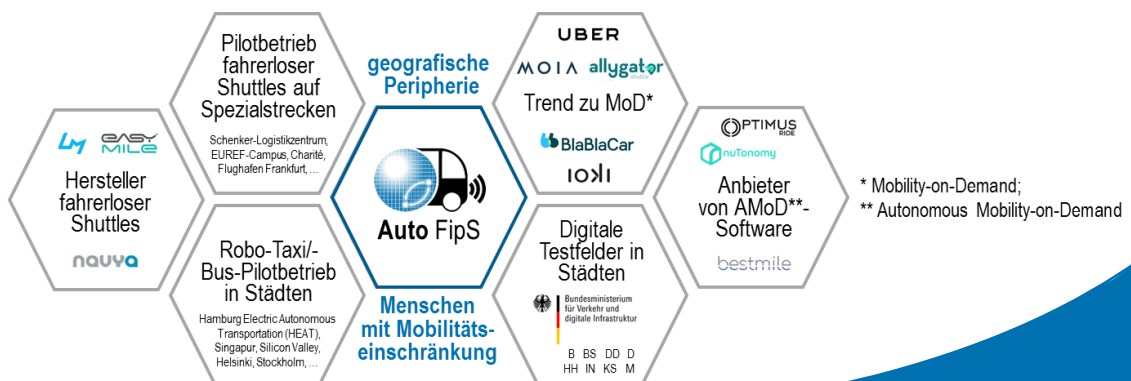 Pilotbetrieb
fahrerloser
Shuttles auf
Spezialstrecken
Schenker-Logistikzentrum,
EUREF-Campus, Charité,
Flughafen Frankfurt, ...
geografische
Peripherie
UBER
MOIA allygator
shuttle
Trend zu MoD*
BlaBlaCar
IOKI
LM EASY
MILE
Hersteller
fahrerloser
Shuttles
navya
Auto FipS
OPTIMUS
RIDE
nuTonomy
Anbieter
von AMoD**-
Software
bestmile
* Mobility-on-Demand;
** Autonomous Mobility-on-Demand
Robo-Taxi/-
Bus-Pilotbetrieb
in Städten
Hamburg Electric Autonomous
Transportation (HEAT),
Singapur, Silicon Valley,
Helsinki, Stockholm, ...
Menschen
mit Mobilitäts-
einschränkung
Digitale
Testfelder in
Städten
Bundesministerium
für Verkehr und
digitale Infrastruktur
B BS DD D
HH IN KS M